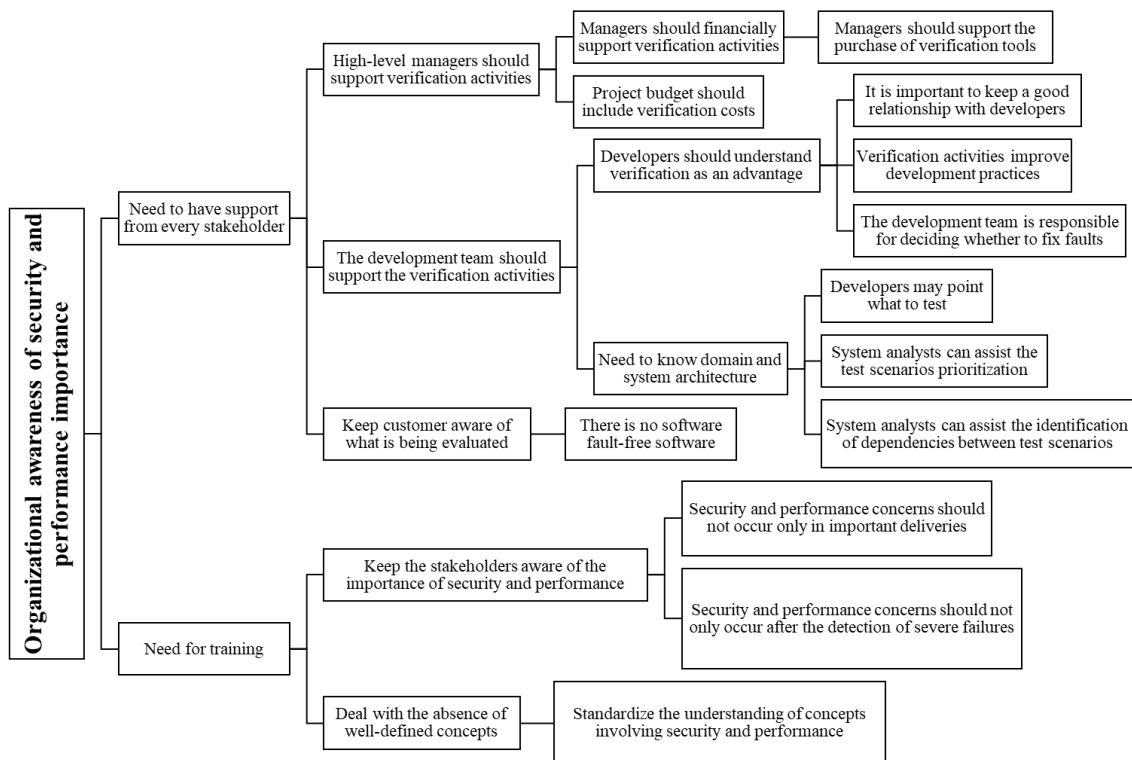 Organizational awareness of security and
performance importance
Need to have support
from every stakeholder
High-level managers should
support verification activities
Managers should financially
support verification activities
Managers should support the
purchase of verification tools
Project budget should
include verification costs
The development team should
support the verification activities
Developers should understand
verification as an advantage
It is important to keep a good
relationship with developers
Verification activities improve
development practices
The development team is responsible
for deciding whether to fix faults
Need to know domain and
system architecture
Developers may point
what to test
System analysts can assist the
test scenarios prioritization
System analysts can assist the identification
of dependencies between test scenarios
Keep customer aware of
what is being evaluated
There is no software
fault-free software
Need for training
Keep the stakeholders aware of the
importance of security and performance
Security and performance concerns should
not occur only in important deliveries
Security and performance concerns should not
only occur after the detection of severe failures
Deal with the absence of
well-defined concepts
Standardize the understanding of concepts
involving security and performance